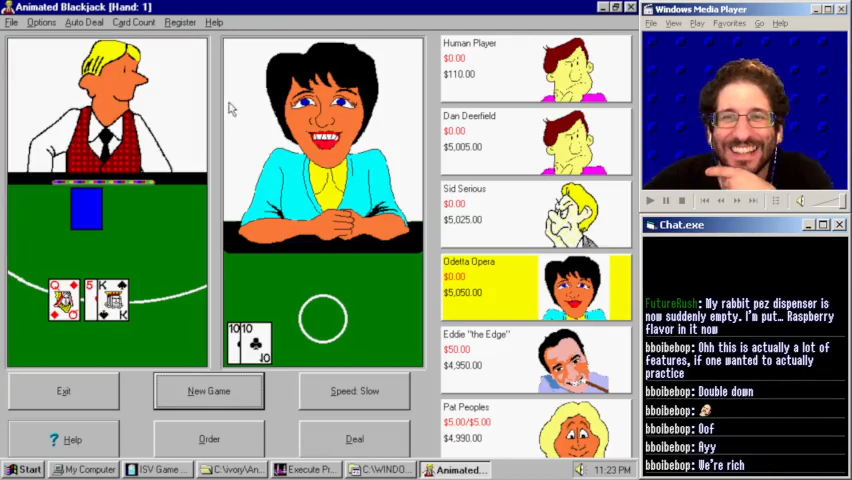 Animated Blackjack [Hand: 1]
File Options Auto Deal Card Count Register Help
Q Q
5 K K
10 10 10
Exit
New Game
Speed: Slow
? Help
Order
Deal
Human Player
$0.00
$110.00
Dan Deerfield
$0.00
$5,005.00
Sid Serious
$0.00
$5,025.00
Odetta Opera
$0.00
$5,050.00
Eddie "the Edge"
$50.00
$4,950.00
Pat Peoples
$5.00/$5.00
$4,990.00
Start
My Computer
ISV Game ...
C:\ivory\An...
Execute Pr...
C:\WINDO...
Animated...
11:23 PM
Windows Media Player
File View Play Favorites Go Help
Chat.exe
FutureRush: My rabbit pez dispenser is
now suddenly empty. I'm put... Raspberry
flavor in it now
bboibebop: Ohh this is actually a lot of
features, if one wanted to actually
practice
bboibebop: Double down
bboibebop:
bboibebop: Oof
bboibebop: Ayy
bboibebop: We're rich